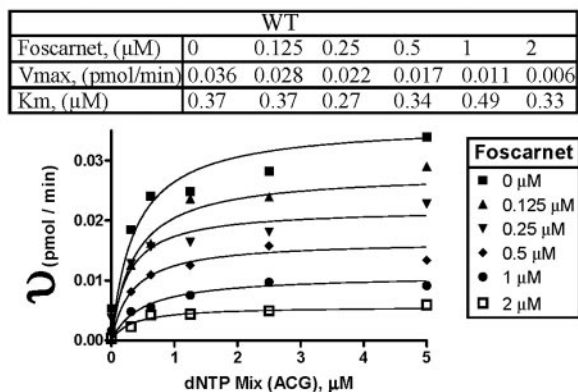 WT
Foscarnet, (μM) 0 0.125 0.25 0.5 1 2
Vmax, (pmol/min) 0.036 0.028 0.022 0.017 0.011 0.006
Km, (μM) 0.37 0.37 0.27 0.34 0.49 0.33
0.03
0.02
0.01
0.00
υ (pmol / min)
0 1 2 3 4 5
dNTP Mix (ACG), μM
Foscarnet
0 μM
0.125 μM
0.25 μM
0.5 μM
1 μM
2 μM